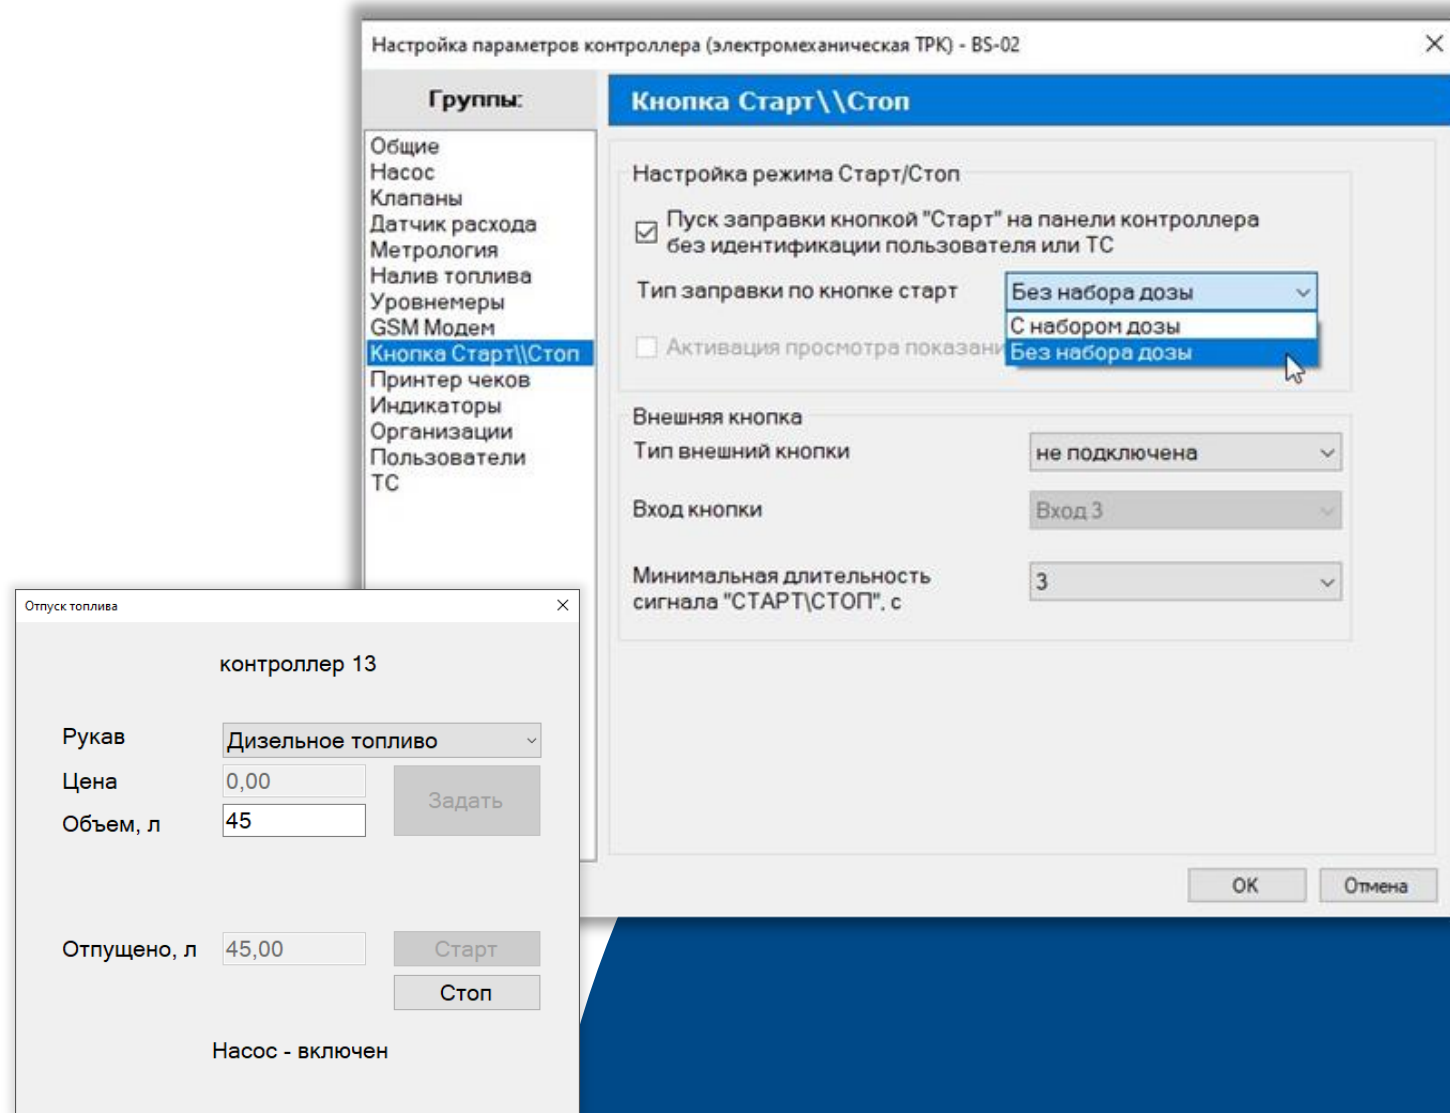 Настройка параметров контроллера (электромеханическая ТРК) - BS-02
Группы:
Общие
Насос
Клапаны
Датчик расхода
Метрология
Налив топлива
Уровнемеры
GSM Модем
Кнопка Старт\\Стоп
Принтер чеков
Индикаторы
Организации
Пользователи
ТС
Кнопка Старт\\Стоп
Настройка режима Старт/Стоп
Пуск заправки кнопкой "Старт" на панели контроллера
без идентификации пользователя или ТС
Тип заправки по кнопке старт
Без набора дозы
С набором дозы
Без набора дозы
Активация просмотра показани
Внешняя кнопка
Тип внешний кнопки
не подключена
Вход кнопки
Вход 3
Минимальная длительность
сигнала "СТАРТ\СТОП", с
3
OK
Отмена
Отпуск топлива
контроллер 13
Рукав
Дизельное топливо
Цена
0,00
Задать
Объем, л
45
Отпущено, л
45,00
Старт
Стоп
Насос - включен